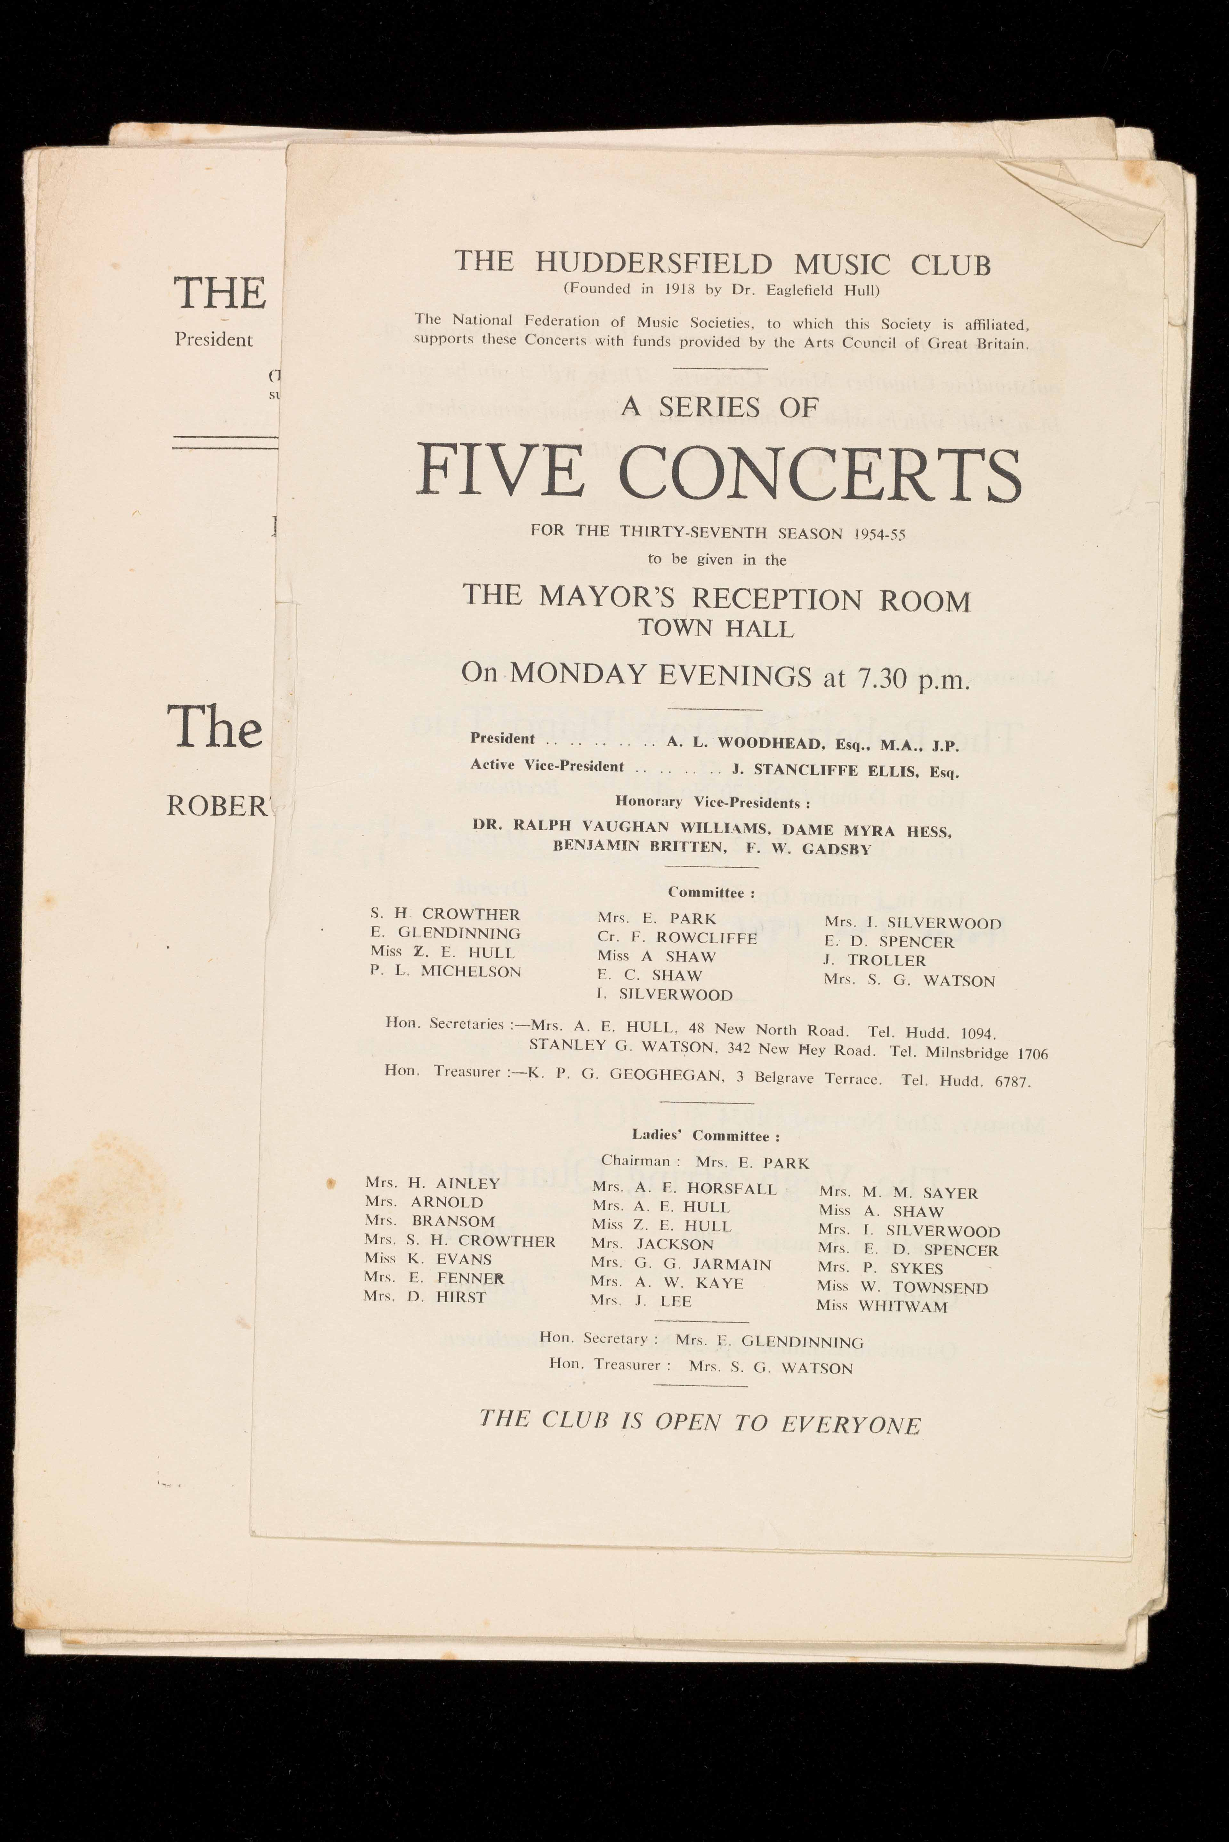 THE
President
THE HUDDERSFIELD MUSIC CLUB
(Founded in 1918 by Dr. Eaglefield Hull)
The National Federation of Music Societies, to which this Society is affiliated,
supports these Concerts with funds provided by the Arts Council of Great Britain.
A SERIES OF
FIVE CONCERTS
FOR THE THIRTY-SEVENTH SEASON 1954-55
to be given in the
THE MAYOR'S RECEPTION ROOM
TOWN HALL
On MONDAY EVENINGS at 7.30 p.m.
The
ROBER
President .. .. .. .. .. A. L. WOODHEAD, Esq., M.A., J.P.
Active Vice-President .. .. .. .. J. STANCLIFFE ELLIS, Esq.
Honorary Vice-Presidents :
DR. RALPH VAUGHAN WILLIAMS, DAME MYRA HESS,
BENJAMIN BRITTEN, F. W. GADSBY
Committee :
S. H. CROWTHER
E. GLENDINNING
Miss Z. E. HULL
P. L. MICHELSON
Mrs. E. PARK
Cr. F. ROWCLIFFE
Miss A SHAW
E. C. SHAW
I. SILVERWOOD
Mrs. I. SILVERWOOD
E. D. SPENCER
J. TROLLER
Mrs. S. G. WATSON
Hon. Secretaries :—Mrs. A. E. HULL, 48 New North Road. Tel. Hudd. 1094.
STANLEY G. WATSON, 342 New Hey Road. Tel. Milnsbridge 1706
Hon. Treasurer :—K. P. G. GEOGHEGAN, 3 Belgrave Terrace. Tel. Hudd. 6787.
Ladies' Committee :
Chairman : Mrs. E. PARK
Mrs. H. AINLEY
Mrs. ARNOLD
Mrs. BRANSOM
Mrs. S. H. CROWTHER
Miss K. EVANS
Mrs. E. FENNER
Mrs. D. HIRST
Mrs. A. E. HORSFALL
Mrs. A. E. HULL
Miss Z. E. HULL
Mrs. JACKSON
Mrs. G. G. JARMAIN
Mrs. A. W. KAYE
Mrs. J. LEE
Mrs. M. M. SAYER
Miss A. SHAW
Mrs. I. SILVERWOOD
Mrs. E. D. SPENCER
Mrs. P. SYKES
Miss W. TOWNSEND
Miss WHITWAM
Hon. Secretary : Mrs. E. GLENDINNING
Hon. Treasurer : Mrs. S. G. WATSON
THE CLUB IS OPEN TO EVERYONE